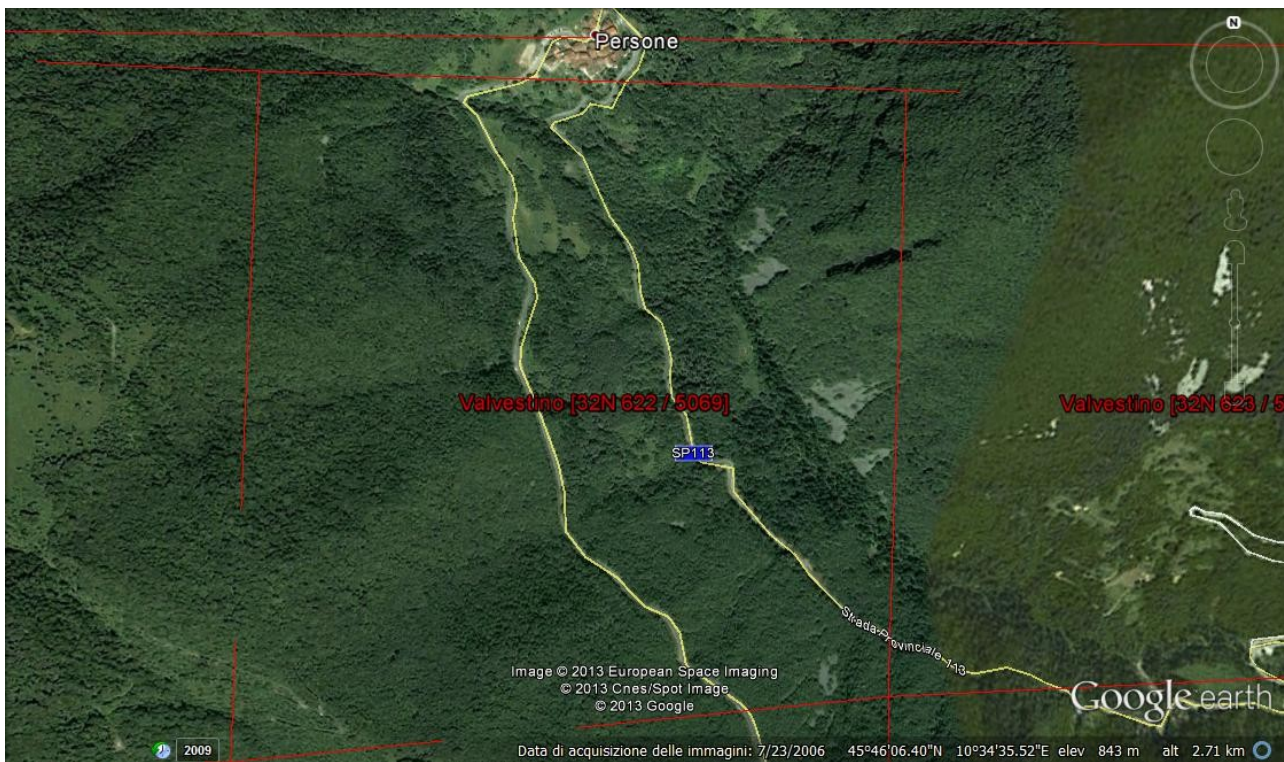 N
Persone
Valvestino [32N 622 / 5069]
Valvestino [32N 623 / 5
SP113
Strada Provinciale 113
Image © 2013 European Space Imaging
© 2013 Cnes/Spot Image
© 2013 Google
Google earth
2009
Data di acquisizione delle immagini: 7/23/2006 45°46'06.40"N 10°34'35.52"E elev 843 m alt 2.71 km